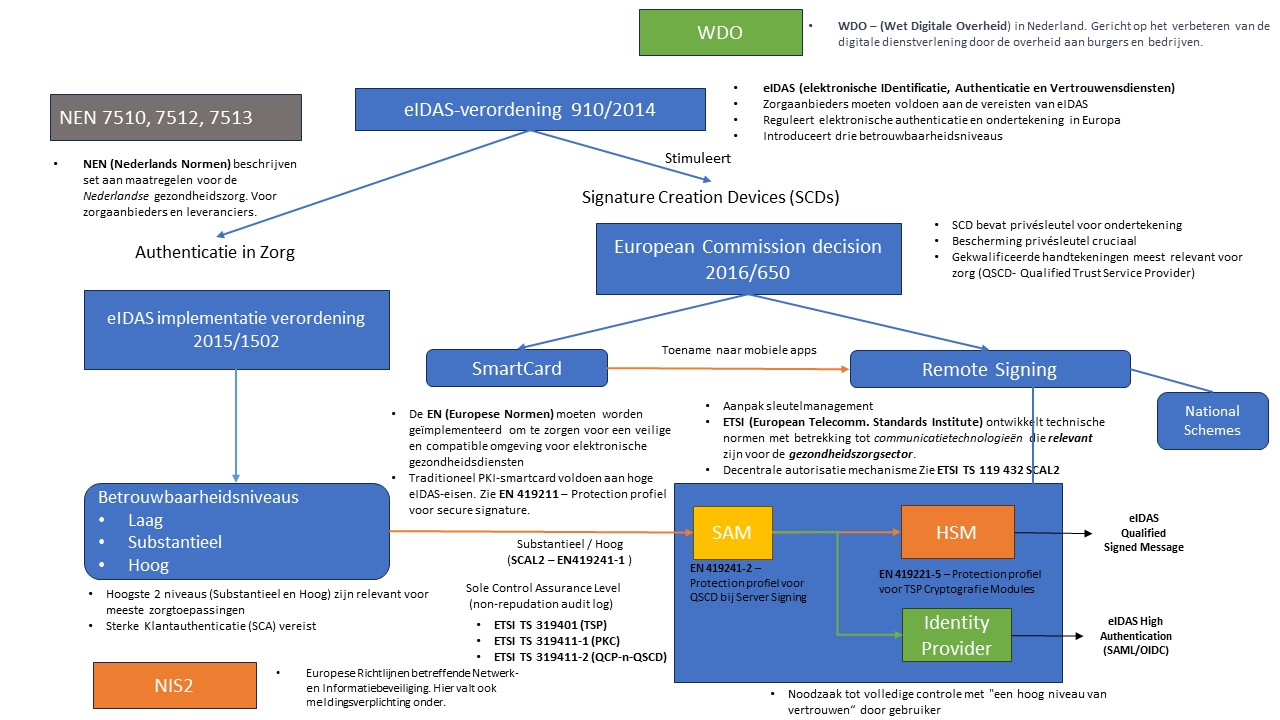 WDO
• WDO – (Wet Digitale Overheid) in Nederland. Gericht op het verbeteren van de
digitale dienstverlening door de overheid aan burgers en bedrijven.
NEN 7510, 7512, 7513
• NEN (Nederlands Normen) beschrijven
set aan maatregelen voor de
Nederlandse gezondheidszorg. Voor
zorgaanbieders en leveranciers.
eIDAS-verordening 910/2014
• eIDAS (elektronische IDentificatie, Authenticatie en Vertrouwensdiensten)
• Zorgaanbieders moeten voldoen aan de vereisten van eIDAS
• Reguleert elektronische authenticatie en ondertekening in Europa
• Introduceert drie betrouwbaarheidsniveaus
Stimuleert
Signature Creation Devices (SCDs)
Authenticatie in Zorg
European Commission decision
2016/650
• SCD bevat privésleutel voor ondertekening
• Bescherming privésleutel cruciaal
• Gekwalificeerde handtekeningen meest relevant voor
zorg (QSCD- Qualified Trust Service Provider)
eIDAS implementatie verordening
2015/1502
SmartCard
Toename naar mobiele apps
Remote Signing
National
Schemes
• De EN (Europese Normen) moeten worden
geïmplementeerd om te zorgen voor een veilige
en compatible omgeving voor elektronische
gezondheidsdiensten
• Traditioneel PKI-smartcard voldoen aan hoge
eIDAS-eisen. Zie EN 419211 – Protection profiel
voor secure signature.
• Aanpak sleutelmanagement
• ETSI (European Telecomm. Standards Institute) ontwikkelt technische
normen met betrekking tot communicatietechnologieën die relevant
zijn voor de gezondheidszorgsector.
• Decentrale autorisatie mechanisme Zie ETSI TS 119 432 SCAL2
Betrouwbaarheidsniveaus
• Laag
• Substantieel
• Hoog
• Hoogste 2 niveaus (Substantieel en Hoog) zijn relevant voor
meeste zorgtoepassingen
• Sterke Klantauthenticatie (SCA) vereist
Substantieel / Hoog
(SCAL2 – EN419241-1 )
Sole Control Assurance Level
(non-repudation audit log)
• ETSI TS 319401 (TSP)
• ETSI TS 319411-1 (PKC)
• ETSI TS 319411-2 (QCP-n-QSCD)
SAM
EN 419241-2 –
Protection profiel voor
QSCD bij Server Signing
HSM
EN 419221-5 – Protection profiel
voor TSP Cryptografie Modules
Identity
Provider
eIDAS
Qualified
Signed Message
eIDAS High
Authentication
(SAML/OIDC)
NIS2
• Europese Richtlijnen betreffende Netwerk-
en Informatiebeveiliging. Hier valt ook
meldingsverplichting onder.
• Noodzaak tot volledige controle met "een hoog niveau van
vertrouwen“ door gebruiker